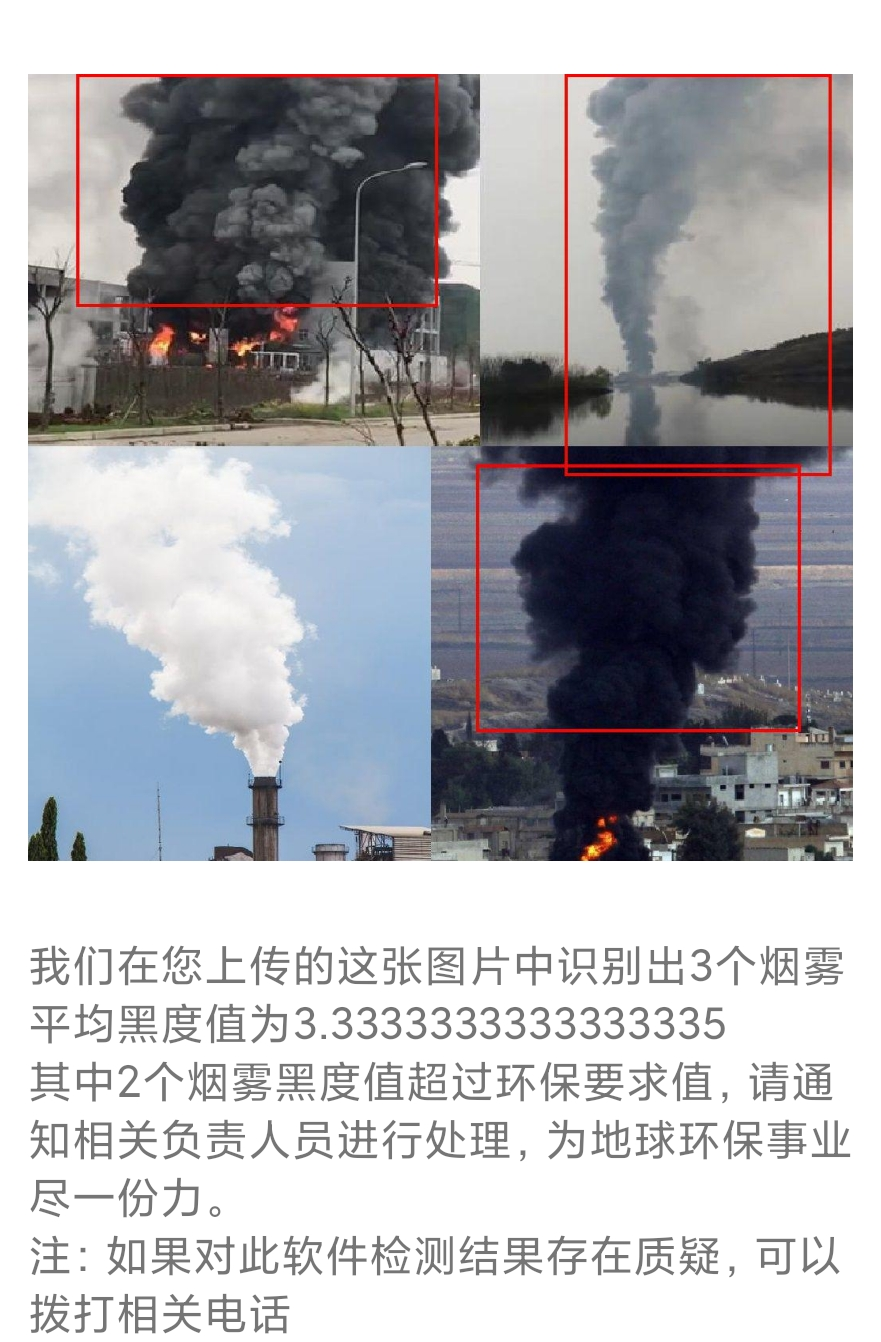 我们在您上传的这张图片中识别出3个烟雾
平均黑度值为3.3333333333333335
其中2个烟雾黑度值超过环保要求值，请通
知相关负责人员进行处理，为地球环保事业
尽一份力。
注：如果对此软件检测结果存在质疑，可以
拨打相关电话